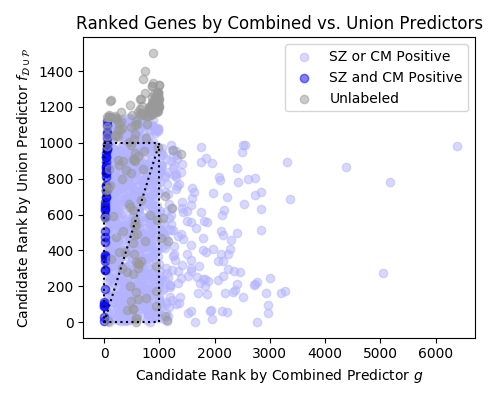 Ranked Genes by Combined vs. Union Predictors
SZ or CM Positive
SZ and CM Positive
Unlabeled
Candidate Rank by Union Predictor f_{𝒟∪𝒫}
1400
1200
1000
800
600
400
200
0
0 1000 2000 3000 4000 5000 6000
Candidate Rank by Combined Predictor g